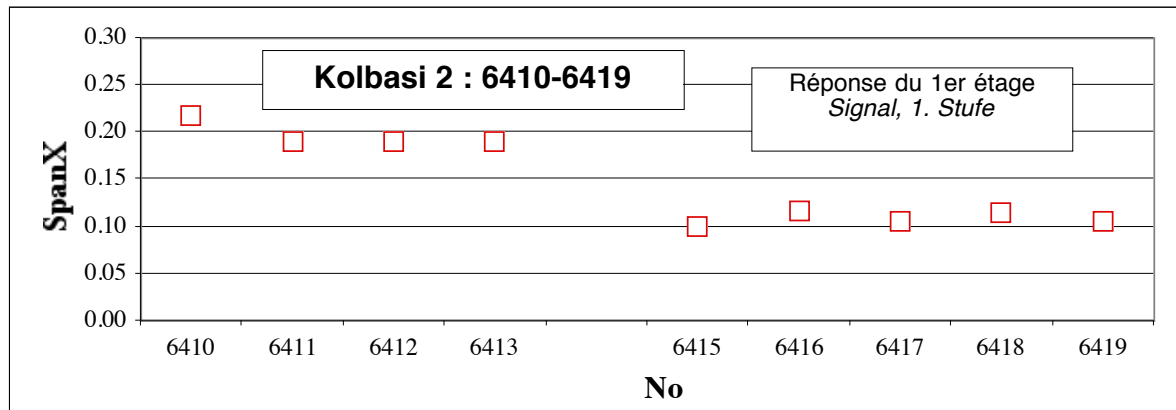 Kolbasi 2 : 6410-6419
Réponse du 1er étage
Signal, 1. Stufe
SpanX
0.30
0.25
0.20
0.15
0.10
0.05
0.00
6410 6411 6412 6413 6415 6416 6417 6418 6419
No